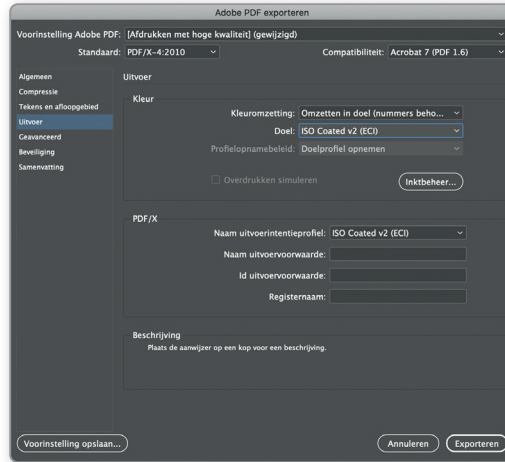 Adobe PDF exporteren
Voorinstelling Adobe PDF: [Afdrukken met hoge kwaliteit] (gewijzigd)
Standaard: PDF/X-4:2010 Compatibiliteit: Acrobat 7 (PDF 1.6)
Algemeen
Compressie
Tekens en afloopgebied
Uitvoer
Geavanceerd
Beveiliging
Samenvatting
Uitvoer
Kleur
Kleuromzetting: Omzetten in doel (nummers beho...
Doel: ISO Coated v2 (ECI)
Profielopnamebeleid: Doelprofiel opnemen
Overdrukken simuleren Inktbeheer...
PDF/X
Naam uitvoerintentieprofiel: ISO Coated v2 (ECI)
Naam uitvoervoorwaarde:
Id uitvoervoorwaarde:
Registernaam:
Beschrijving
Plaats de aanwijzer op een kop voor een beschrijving.
Voorinstelling opslaan... Annuleren Exporteren